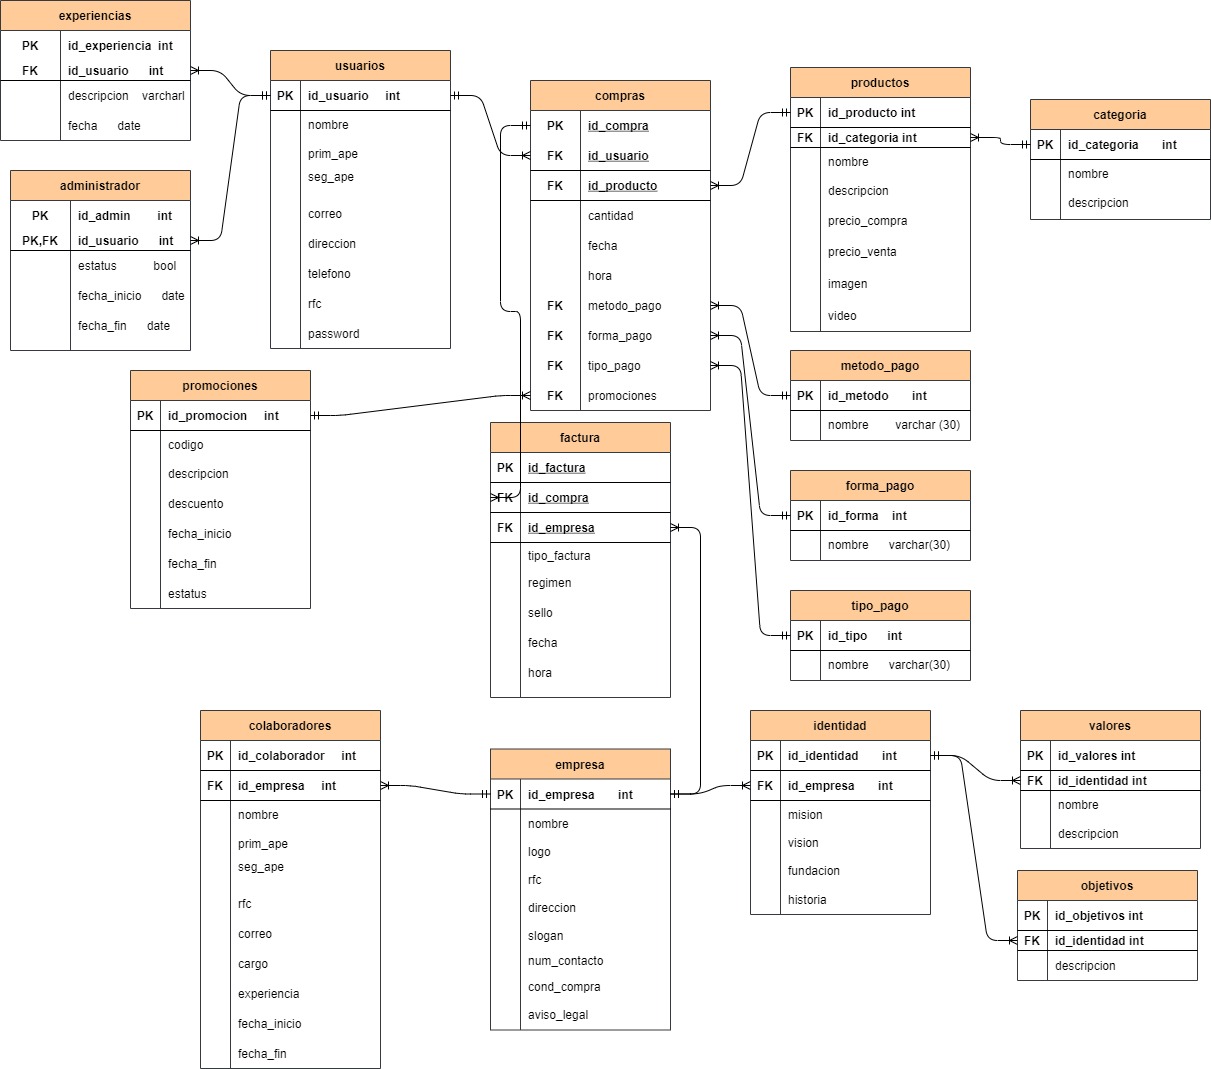 experiencias
PK id_experiencia int
FK id_usuario int
descripcion varcharl
fecha date
administrador
PK id_admin int
PK,FK id_usuario int
estatus bool
fecha_inicio date
fecha_fin date
usuarios
PK id_usuario int
nombre
prim_ape
seg_ape
correo
direccion
telefono
rfc
password
compras
PK id_compra
FK id_usuario
FK id_producto
cantidad
fecha
hora
FK metodo_pago
FK forma_pago
FK tipo_pago
FK promociones
productos
PK id_producto int
FK id_categoria int
nombre
descripcion
precio_compra
precio_venta
imagen
video
categoria
PK id_categoria int
nombre
descripcion
promociones
PK id_promocion int
codigo
descripcion
descuento
fecha_inicio
fecha_fin
estatus
factura
PK id_factura
FK id_compra
FK id_empresa
tipo_factura
regimen
sello
fecha
hora
metodo_pago
PK id_metodo int
nombre varchar (30)
forma_pago
PK id_forma int
nombre varchar(30)
tipo_pago
PK id_tipo int
nombre varchar(30)
colaboradores
PK id_colaborador int
FK id_empresa int
nombre
prim_ape
seg_ape
rfc
correo
cargo
experiencia
fecha_inicio
fecha_fin
empresa
PK id_empresa int
nombre
logo
rfc
direccion
slogan
num_contacto
cond_compra
aviso_legal
identidad
PK id_identidad int
FK id_empresa int
mision
vision
fundacion
historia
valores
PK id_valores int
FK id_identidad int
nombre
descripcion
objetivos
PK id_objetivos int
FK id_identidad int
descripcion